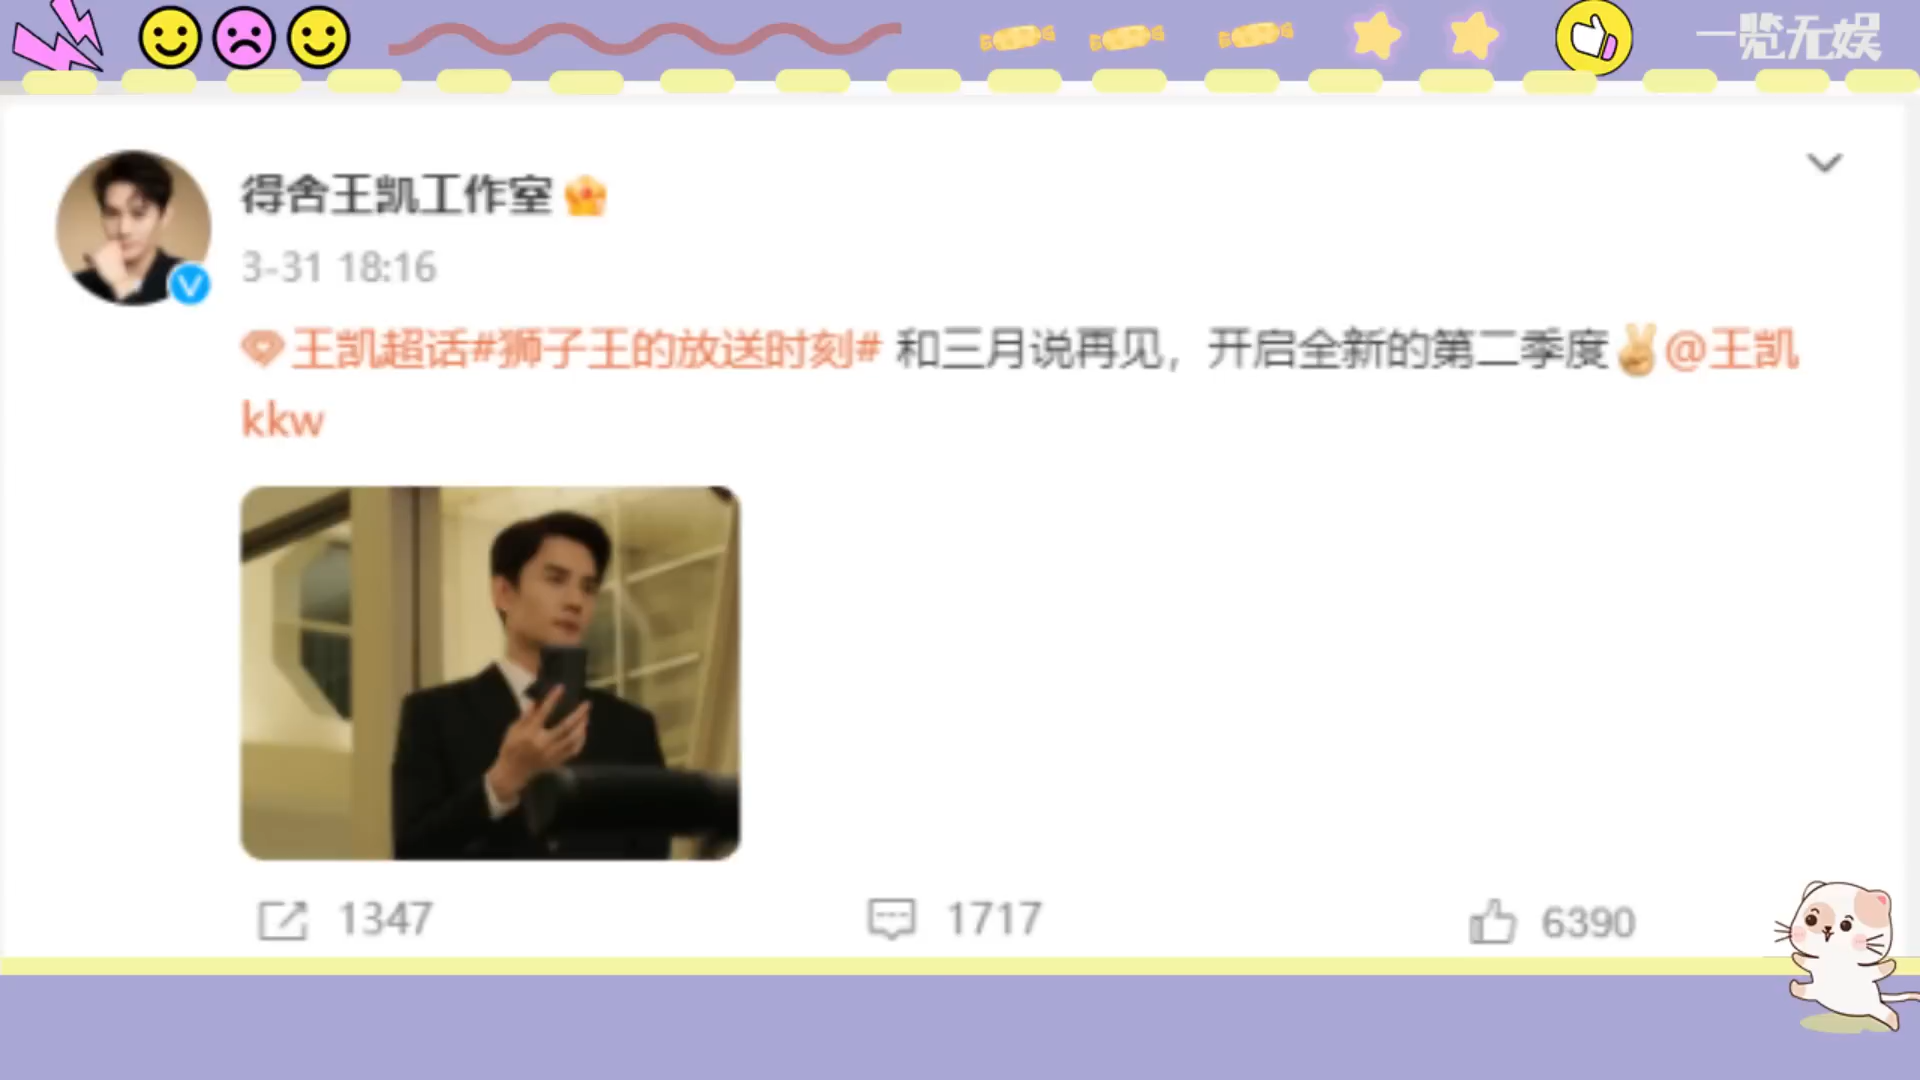 一览无娱
得舍王凯工作室
3-31 18:16
王凯超话#狮子王的放送时刻# 和三月说再见，开启全新的第二季度✌@王凯
kkw
1347
1717
6390